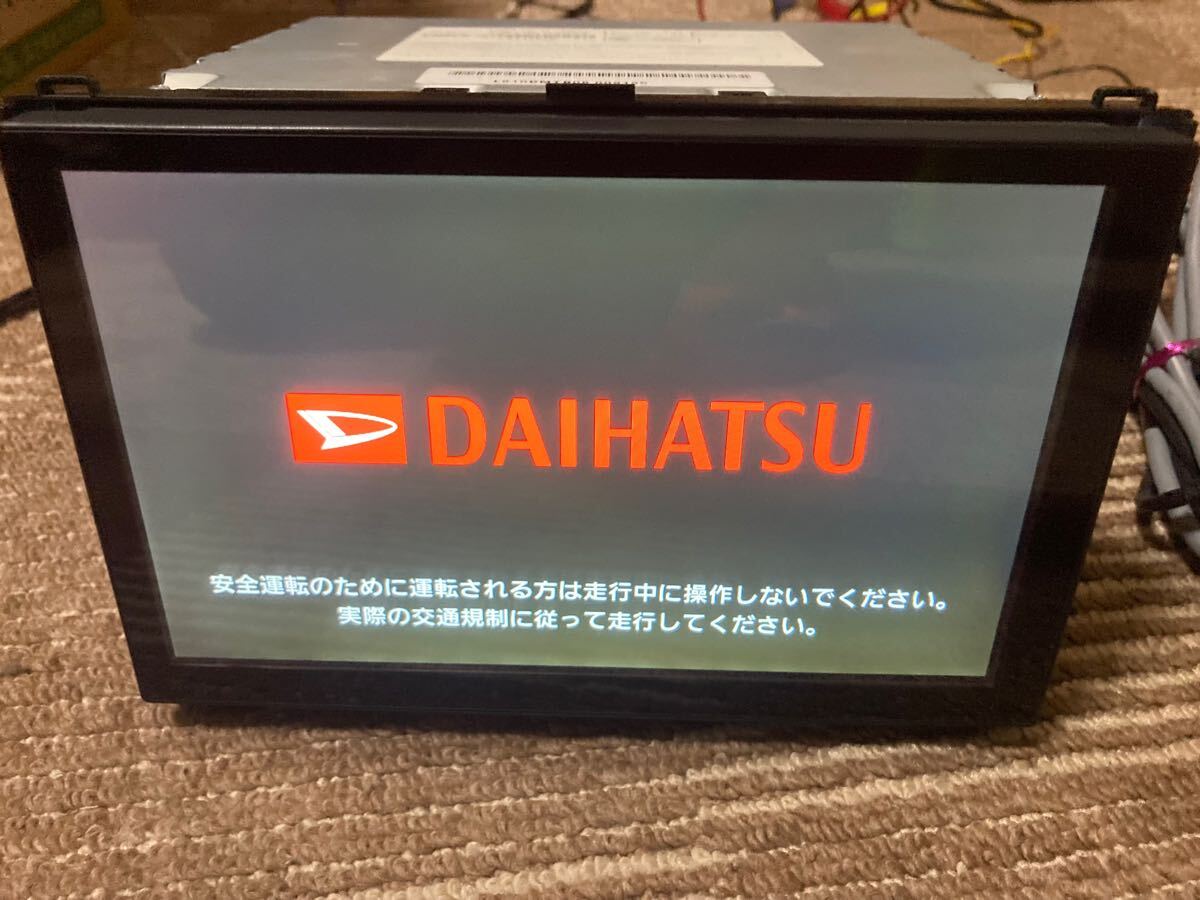 DAIHATSU
安全運転のために運転される方は走行中に操作しないでください。
実際の交通規制に従って走行してください。